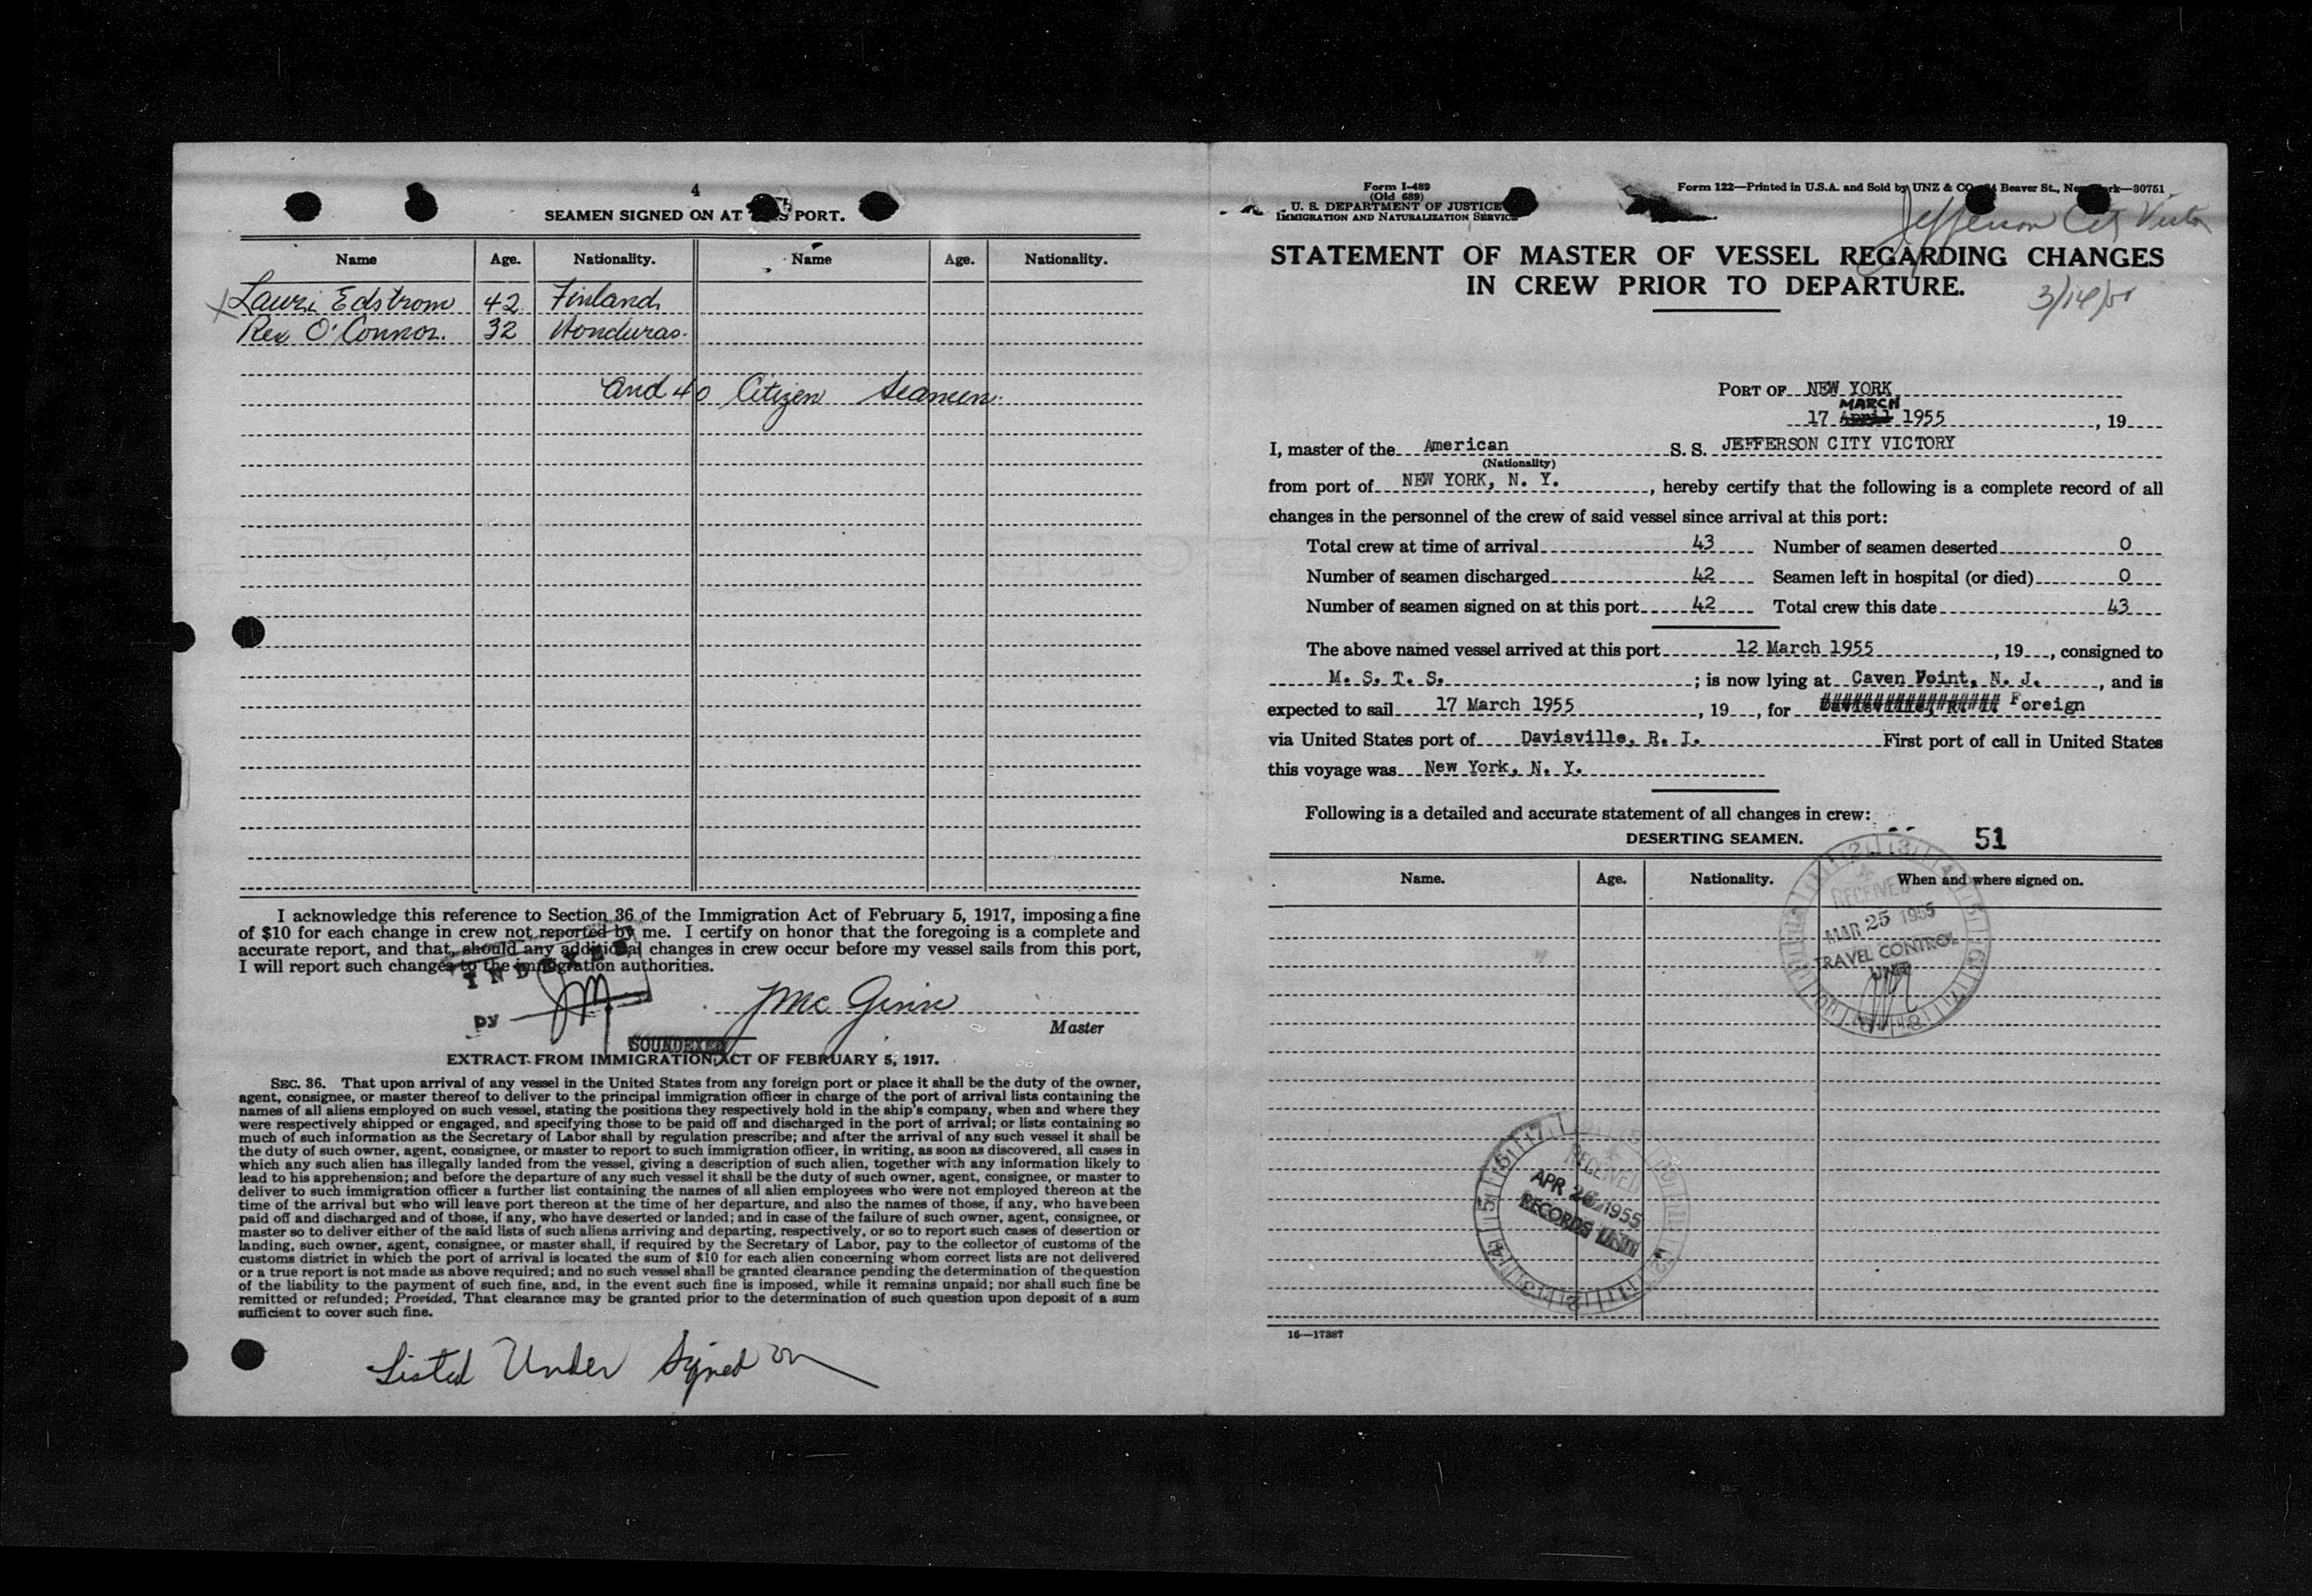 4
SEAMEN SIGNED ON AT THIS PORT.
Name Age. Nationality. Name Age. Nationality.
Lauri Edstrom 42 Finland
Rex O'Connor. 32 Honduras.
and 40 Citizen Seamen.
I acknowledge this reference to Section 36 of the Immigration Act of February 5, 1917, imposing a fine
of $10 for each change in crew not reported by me. I certify on honor that the foregoing is a complete and
accurate report, and that, should any additional changes in crew occur before my vessel sails from this port,
I will report such changes to the immigration authorities.
INDEXED
by
J Mc Ginn
Master
SOUNDEXED
EXTRACT FROM IMMIGRATION ACT OF FEBRUARY 5, 1917.
SEC. 36. That upon arrival of any vessel in the United States from any foreign port or place it shall be the duty of the owner,
agent, consignee, or master thereof to deliver to the principal immigration officer in charge of the port of arrival lists containing the
names of all aliens employed on such vessel, stating the positions they respectively hold in the ship's company, when and where they
were respectively shipped or engaged, and specifying those to be paid off and discharged in the port of arrival; or lists containing so
much of such information as the Secretary of Labor shall by regulation prescribe; and after the arrival of any such vessel it shall be
the duty of such owner, agent, consignee, or master to report to such immigration officer, in writing, as soon as discovered, all cases in
which any such alien has illegally landed from the vessel, giving a description of such alien, together with any information likely to
lead to his apprehension; and before the departure of any such vessel it shall be the duty of such owner, agent, consignee, or master to
deliver to such immigration officer a further list containing the names of all alien employees who were not employed thereon at the
time of the arrival but who will leave port thereon at the time of her departure, and also the names of those, if any, who have been
paid off and discharged and of those, if any, who have deserted or landed; and in case of the failure of such owner, agent, consignee, or
master so to deliver either of the said lists of such aliens arriving and departing, respectively, or so to report such cases of desertion or
landing, such owner, agent, consignee, or master shall, if required by the Secretary of Labor, pay to the collector of customs of the
customs district in which the port of arrival is located the sum of $10 for each alien concerning whom correct lists are not delivered
or a true report is not made as above required; and no such vessel shall be granted clearance pending the determination of the question
of the liability to the payment of such fine, and, in the event such fine is imposed, while it remains unpaid; nor shall such fine be
remitted or refunded; Provided, That clearance may be granted prior to the determination of such question upon deposit of a sum
sufficient to cover such fine.
Listed Under Signed on
Form I-489
(Old 689)
U. S. DEPARTMENT OF JUSTICE
IMMIGRATION AND NATURALIZATION SERVICE
Form 122—Printed in U.S.A. and Sold by UNZ & CO. Beaver St., New York—30751
Jefferson City Victory
STATEMENT OF MASTER OF VESSEL REGARDING CHANGES
IN CREW PRIOR TO DEPARTURE.
PORT OF NEW YORK
MARCH
17 April 1955, 19
I, master of the American S. S. JEFFERSON CITY VICTORY
(Nationality)
from port of NEW YORK, N. Y., hereby certify that the following is a complete record of all
changes in the personnel of the crew of said vessel since arrival at this port:
Total crew at time of arrival 43 Number of seamen deserted 0
Number of seamen discharged 42 Seamen left in hospital (or died) 0
Number of seamen signed on at this port 42 Total crew this date 43
The above named vessel arrived at this port 12 March 1955, 19, consigned to
M. S. T. S.; is now lying at Caven Point, N. J., and is
expected to sail 17 March 1955, 19, for Foreign
via United States port of Davisville, R. I. First port of call in United States
this voyage was New York, N. Y.
Following is a detailed and accurate statement of all changes in crew:
DESERTING SEAMEN. 51
Name. Age. Nationality. When and where signed on.
RECEIVED
MAR 25 1955
TRAVEL CONTROL
UNIT
RECEIVED
APR 26 1955
RECORDS UNIT
16—17387